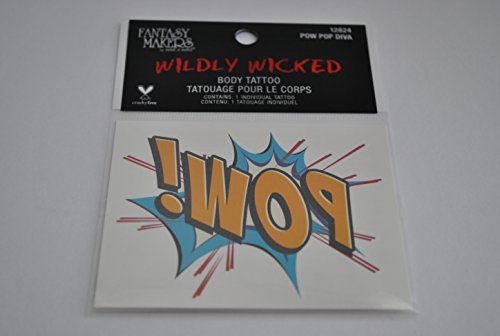 FANTASY
MAKERS
12824
POW POP DIVA
WILDLY WICKED
BODY TATTOO
TATOUAGE POUR LE CORPS
CONTAINS: 1 INDIVIDUAL TATTOO
CONTENU: 1 TATOUAGE INDIVIDUEL
crueltyfree
POW!